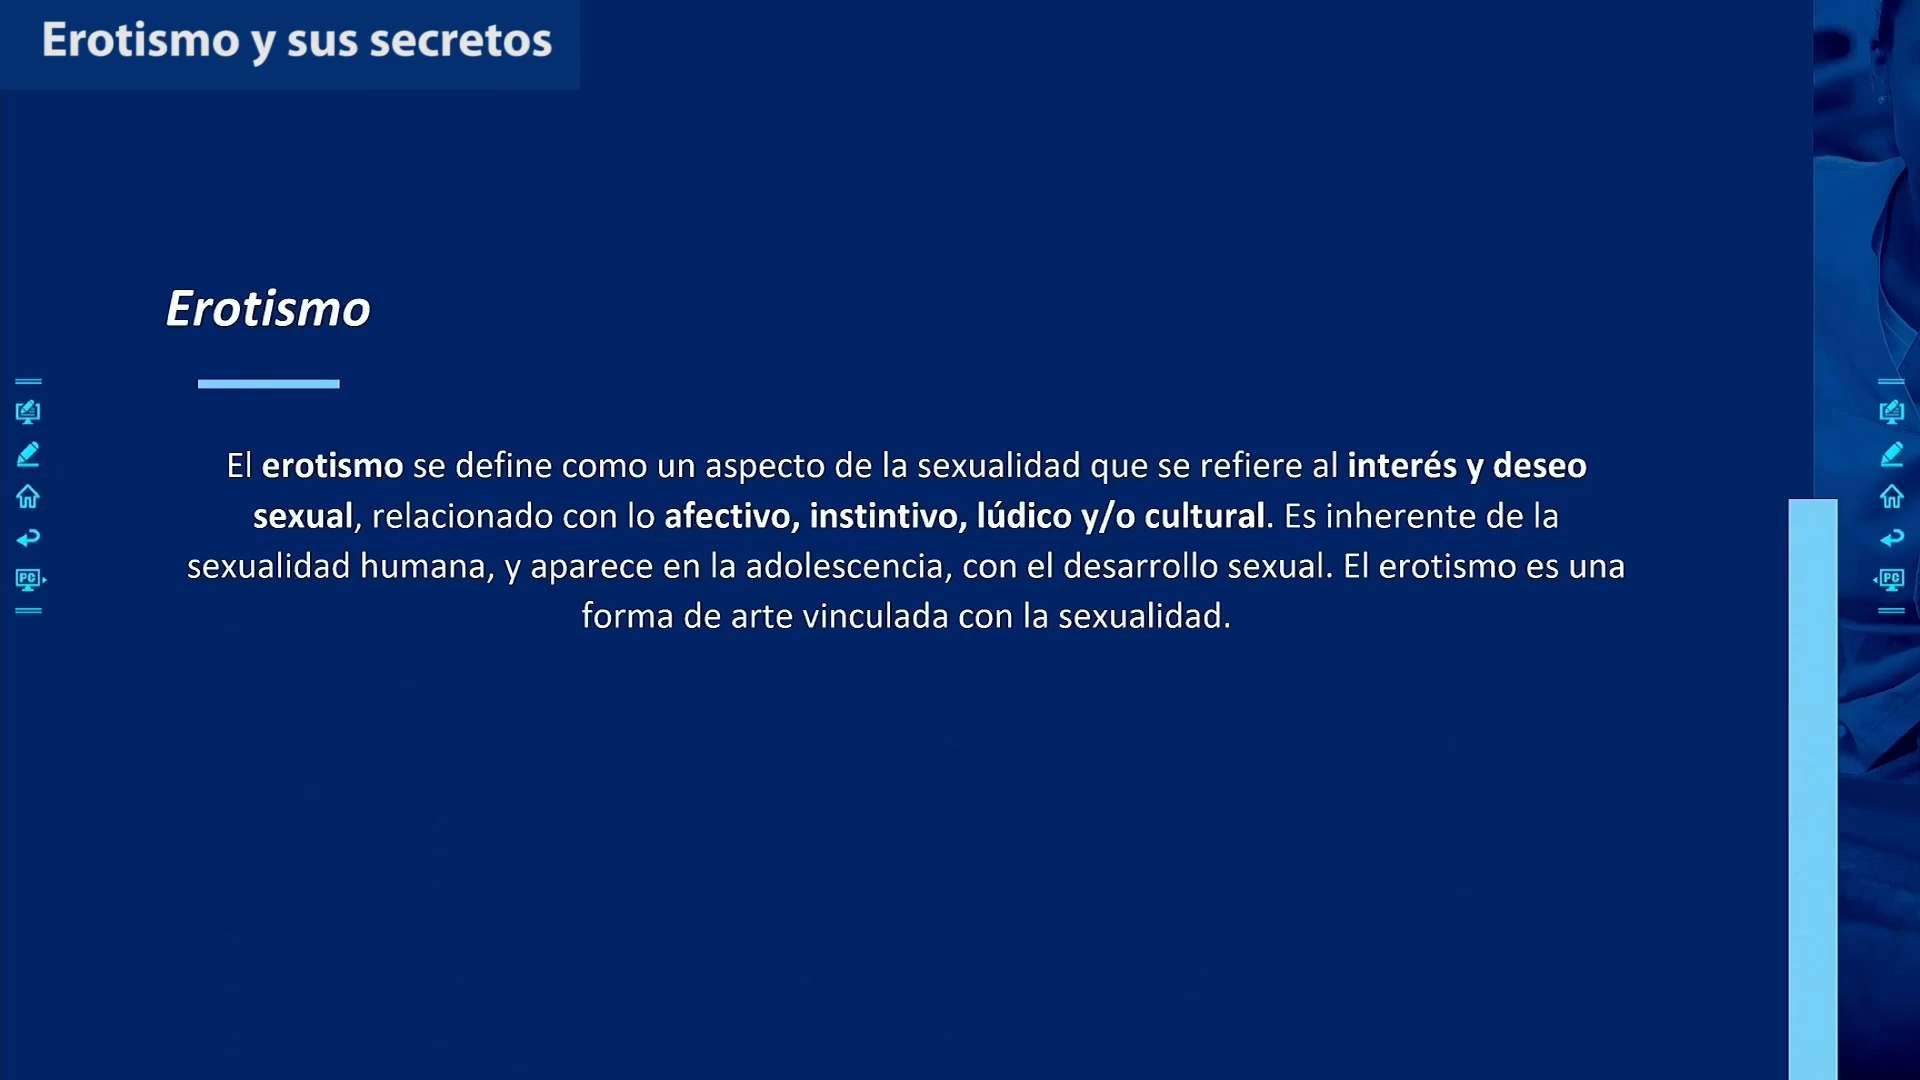 Erotismo y sus secretos
Erotismo
El erotismo se define como un aspecto de la sexualidad que se refiere al interés y deseo
sexual, relacionado con lo afectivo, instintivo, lúdico y/o cultural. Es inherente de la
sexualidad humana, y aparece en la adolescencia, con el desarrollo sexual. El erotismo es una
forma de arte vinculada con la sexualidad.
PC
PC